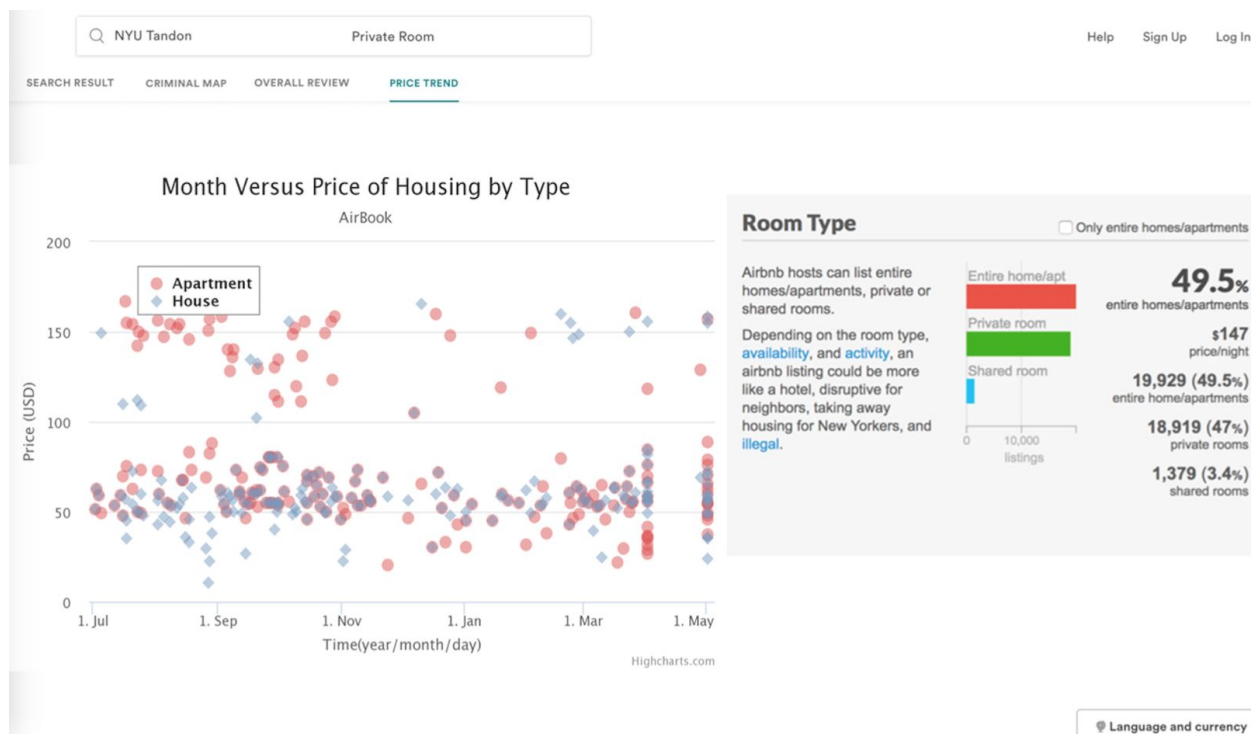 NYU Tandon Private Room
Help Sign Up Log In
SEARCH RESULT CRIMINAL MAP OVERALL REVIEW PRICE TREND
Month Versus Price of Housing by Type
AirBook
Apartment
House
200
150
100
50
0
Price (USD)
1. Jul 1. Sep 1. Nov 1. Jan 1. Mar 1. May
Time(year/month/day)
Highcharts.com
Room Type
Only entire homes/apartments
Airbnb hosts can list entire
homes/apartments, private or
shared rooms.
Depending on the room type,
availability, and activity, an
airbnb listing could be more
like a hotel, disruptive for
neighbors, taking away
housing for New Yorkers, and
illegal.
Entire home/apt
Private room
Shared room
0 10,000
listings
49.5%
entire homes/apartments
$147
price/night
19,929 (49.5%)
entire home/apartments
18,919 (47%)
private rooms
1,379 (3.4%)
shared rooms
Language and currency